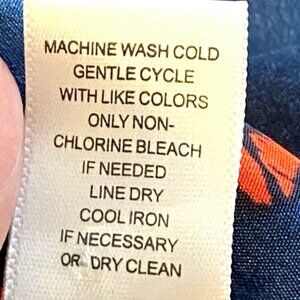 MACHINE WASH COLD
GENTLE CYCLE
WITH LIKE COLORS
ONLY NON-
CHLORINE BLEACH
IF NEEDED
LINE DRY
COOL IRON
IF NECESSARY
OR DRY CLEAN